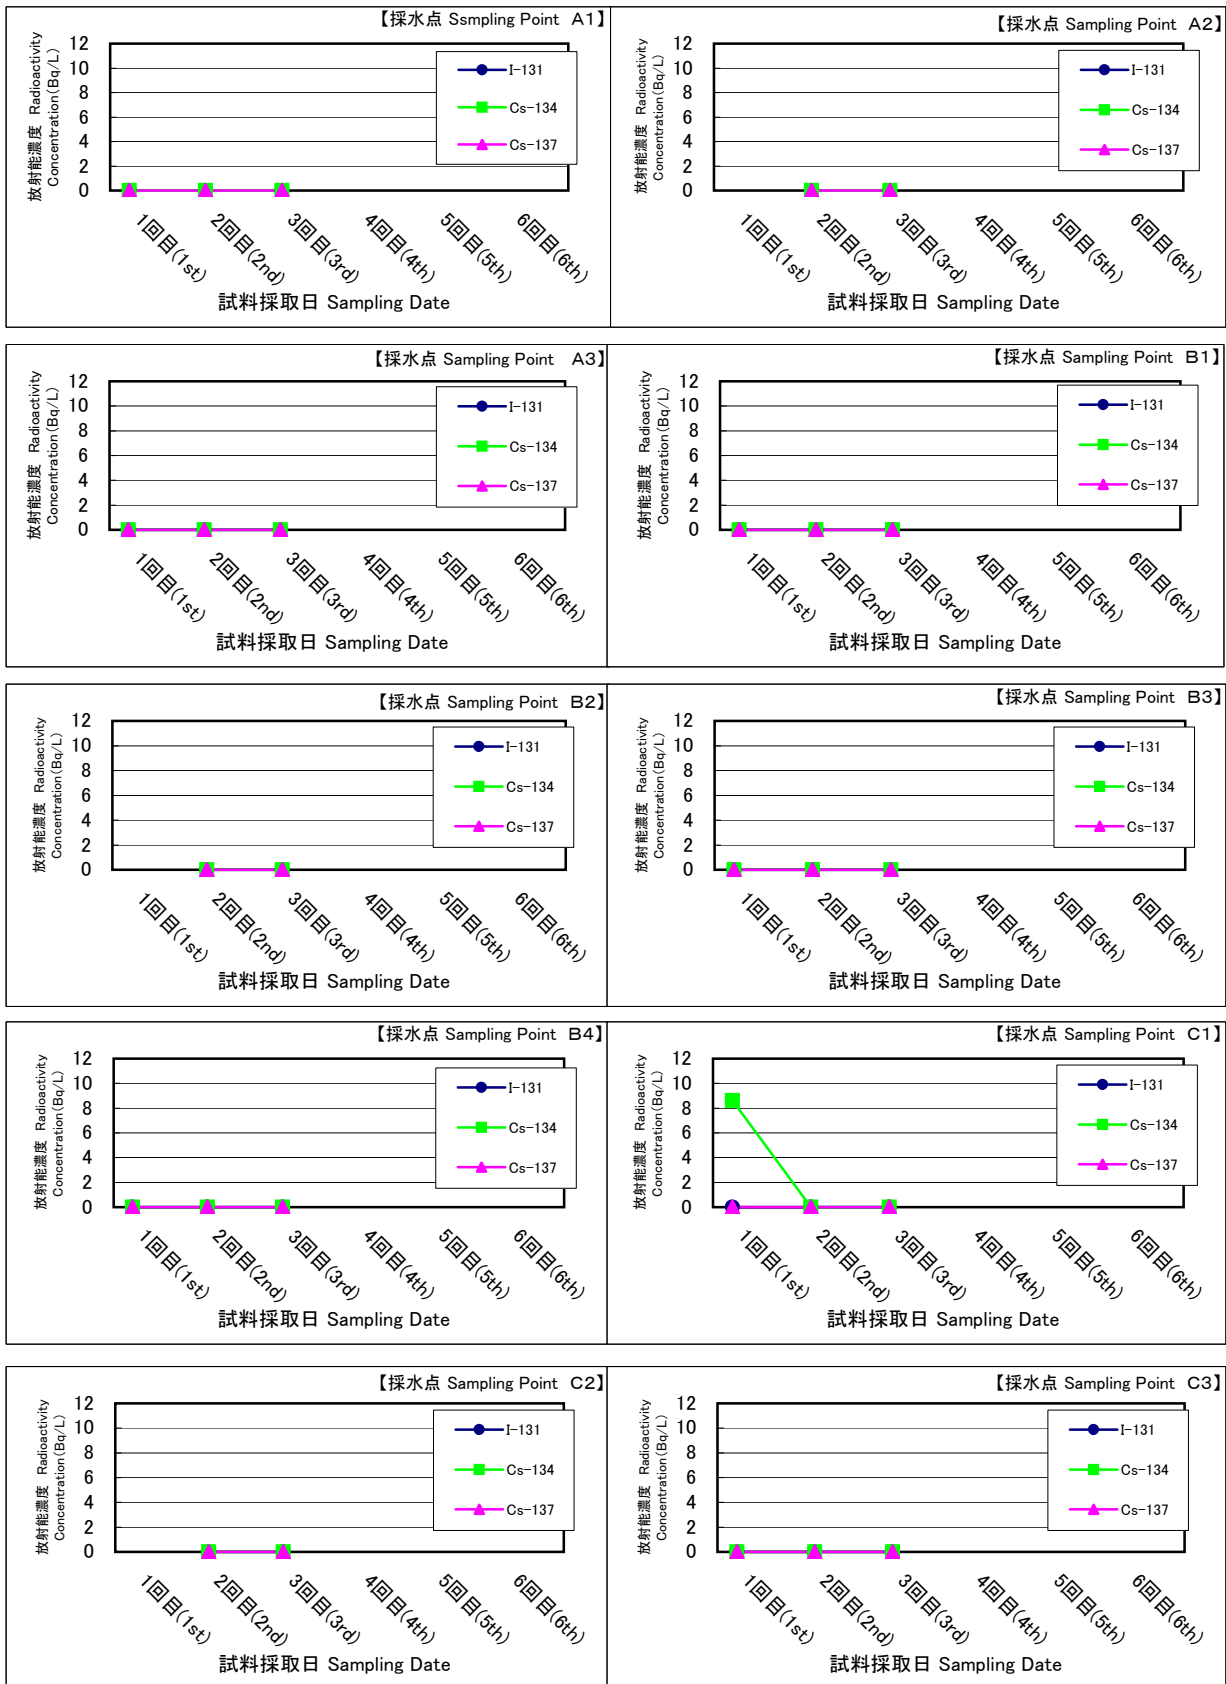 【採水点 Ssmpling Point A1】
放射能濃度 Radioactivity
Concentration(Bq/L)
12
10
8
6
4
2
0
I-131
Cs-134
Cs-137
1回目(1st)
2回目(2nd)
3回目(3rd)
4回目(4th)
5回目(5th)
6回目(6th)
試料採取日 Sampling Date
【採水点 Sampling Point A2】
放射能濃度 Radioactivity
Concentration(Bq/L)
12
10
8
6
4
2
0
I-131
Cs-134
Cs-137
1回目(1st)
2回目(2nd)
3回目(3rd)
4回目(4th)
5回目(5th)
6回目(6th)
試料採取日 Sampling Date
【採水点 Sampling Point A3】
放射能濃度 Radioactivity
Concentration(Bq/L)
12
10
8
6
4
2
0
I-131
Cs-134
Cs-137
1回目(1st)
2回目(2nd)
3回目(3rd)
4回目(4th)
5回目(5th)
6回目(6th)
試料採取日 Sampling Date
【採水点 Sampling Point B1】
放射能濃度 Radioactivity
Concentration(Bq/L)
12
10
8
6
4
2
0
I-131
Cs-134
Cs-137
1回目(1st)
2回目(2nd)
3回目(3rd)
4回目(4th)
5回目(5th)
6回目(6th)
試料採取日 Sampling Date
【採水点 Sampling Point B2】
放射能濃度 Radioactivity
Concentration(Bq/L)
12
10
8
6
4
2
0
I-131
Cs-134
Cs-137
1回目(1st)
2回目(2nd)
3回目(3rd)
4回目(4th)
5回目(5th)
6回目(6th)
試料採取日 Sampling Date
【採水点 Sampling Point B3】
放射能濃度 Radioactivity
Concentration(Bq/L)
12
10
8
6
4
2
0
I-131
Cs-134
Cs-137
1回目(1st)
2回目(2nd)
3回目(3rd)
4回目(4th)
5回目(5th)
6回目(6th)
試料採取日 Sampling Date
【採水点 Sampling Point B4】
放射能濃度 Radioactivity
Concentration(Bq/L)
12
10
8
6
4
2
0
I-131
Cs-134
Cs-137
1回目(1st)
2回目(2nd)
3回目(3rd)
4回目(4th)
5回目(5th)
6回目(6th)
試料採取日 Sampling Date
【採水点 Sampling Point C1】
放射能濃度 Radioactivity
Concentration(Bq/L)
12
10
8
6
4
2
0
I-131
Cs-134
Cs-137
1回目(1st)
2回目(2nd)
3回目(3rd)
4回目(4th)
5回目(5th)
6回目(6th)
試料採取日 Sampling Date
【採水点 Sampling Point C2】
放射能濃度 Radioactivity
Concentration(Bq/L)
12
10
8
6
4
2
0
I-131
Cs-134
Cs-137
1回目(1st)
2回目(2nd)
3回目(3rd)
4回目(4th)
5回目(5th)
6回目(6th)
試料採取日 Sampling Date
【採水点 Sampling Point C3】
放射能濃度 Radioactivity
Concentration(Bq/L)
12
10
8
6
4
2
0
I-131
Cs-134
Cs-137
1回目(1st)
2回目(2nd)
3回目(3rd)
4回目(4th)
5回目(5th)
6回目(6th)
試料採取日 Sampling Date